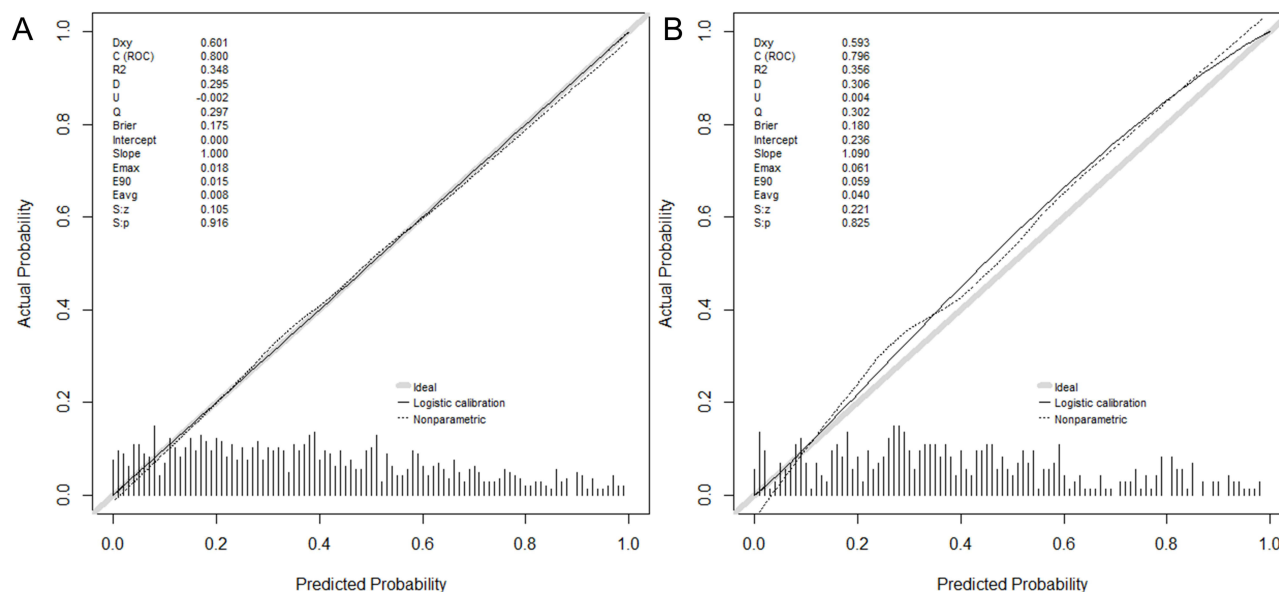 A
Dxy 0.601
C (ROC) 0.800
R2 0.348
D 0.295
U -0.002
Q 0.297
Brier 0.175
Intercept 0.000
Slope 1.000
Emax 0.018
E90 0.015
Eavg 0.008
S:z 0.105
S:p 0.916
Actual Probability
1.0
0.8
0.6
0.4
0.2
0.0
Ideal
Logistic calibration
Nonparametric
0.0 0.2 0.4 0.6 0.8 1.0
Predicted Probability
B
Dxy 0.593
C (ROC) 0.796
R2 0.356
D 0.306
U 0.004
Q 0.302
Brier 0.180
Intercept 0.236
Slope 1.090
Emax 0.061
E90 0.059
Eavg 0.040
S:z 0.221
S:p 0.825
Actual Probability
1.0
0.8
0.6
0.4
0.2
0.0
Ideal
Logistic calibration
Nonparametric
0.0 0.2 0.4 0.6 0.8 1.0
Predicted Probability